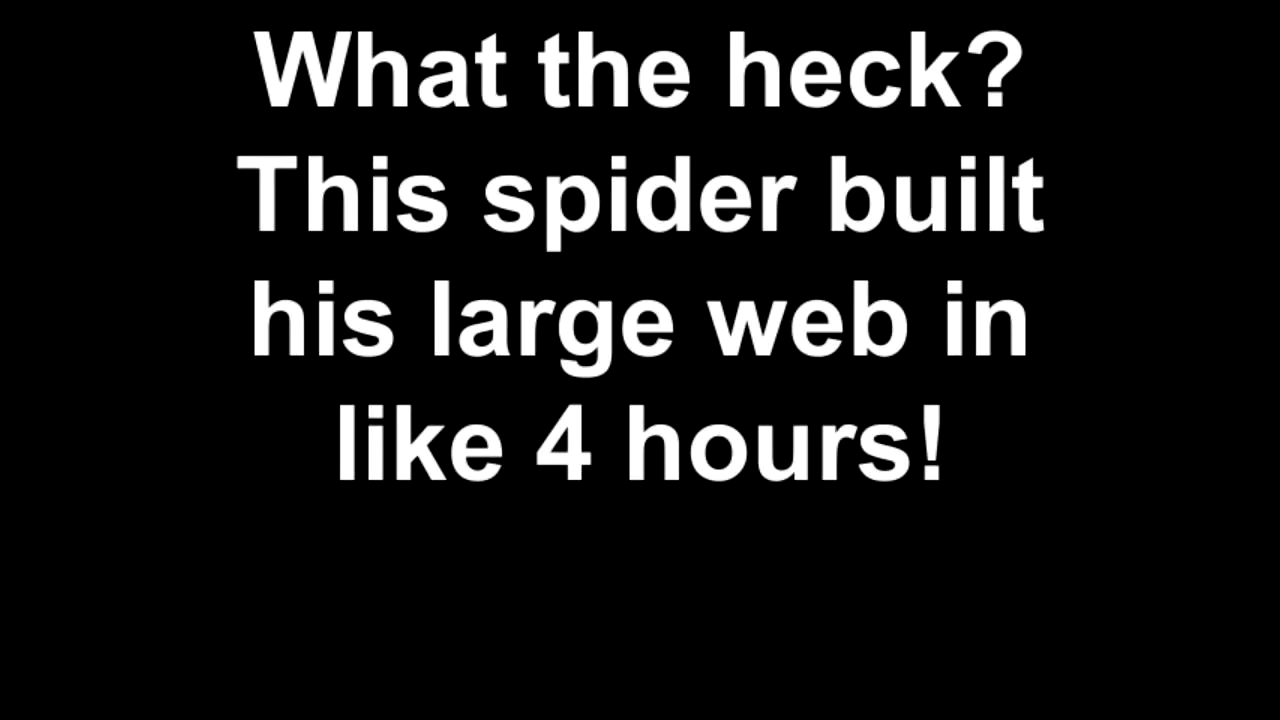 What the heck?
This spider built
his large web in
like 4 hours!